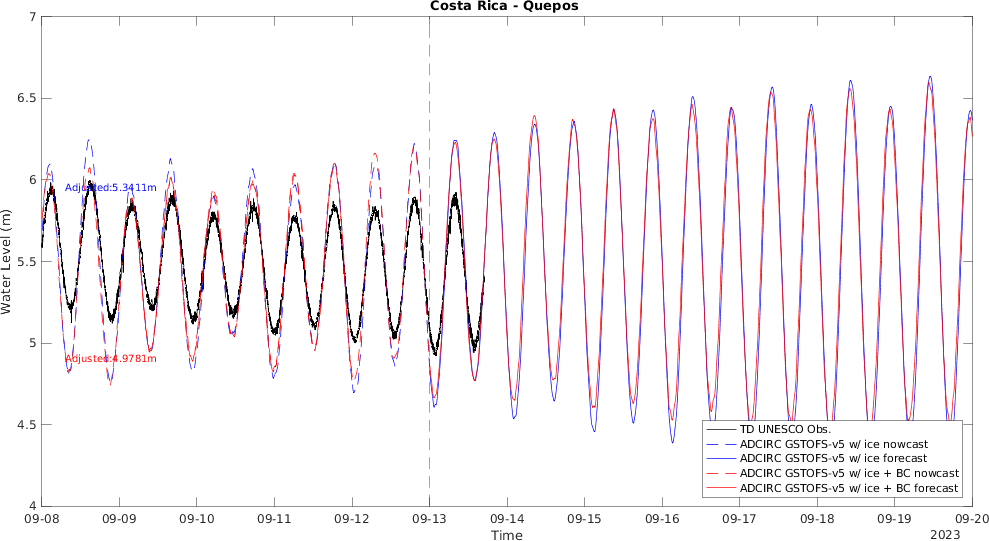 Costa Rica - Quepos
7
6.5
6
5.5
5
4.5
4
Water Level (m)
Adjusted:5.3411m
Adjusted:4.9781m
TD UNESCO Obs.
ADCIRC GSTOFS-v5 w/ ice nowcast
ADCIRC GSTOFS-v5 w/ ice forecast
ADCIRC GSTOFS-v5 w/ ice + BC nowcast
ADCIRC GSTOFS-v5 w/ ice + BC forecast
09-08 09-09 09-10 09-11 09-12 09-13 09-14 09-15 09-16 09-17 09-18 09-19 09-20
Time
2023